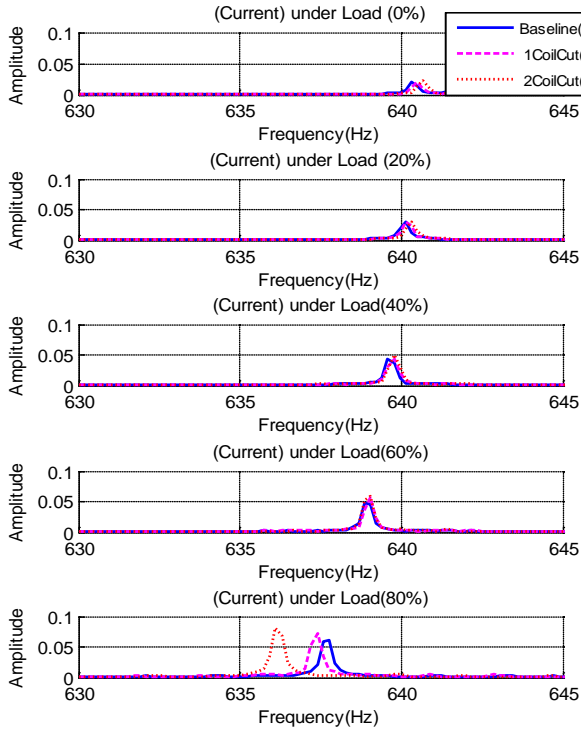 (Current) under Load (0%)
0.1
0.05
0
Amplitude
630
635
640
645
Frequency(Hz)
Baseline(
1CoilCut(
2CoilCut(
(Current) under Load (20%)
0.1
0.05
0
Amplitude
630
635
640
645
Frequency(Hz)
(Current) under Load(40%)
0.1
0.05
0
Amplitude
630
635
640
645
Frequency(Hz)
(Current) under Load(60%)
0.1
0.05
0
Amplitude
630
635
640
645
Frequency(Hz)
(Current) under Load(80%)
0.1
0.05
0
Amplitude
630
635
640
645
Frequency(Hz)